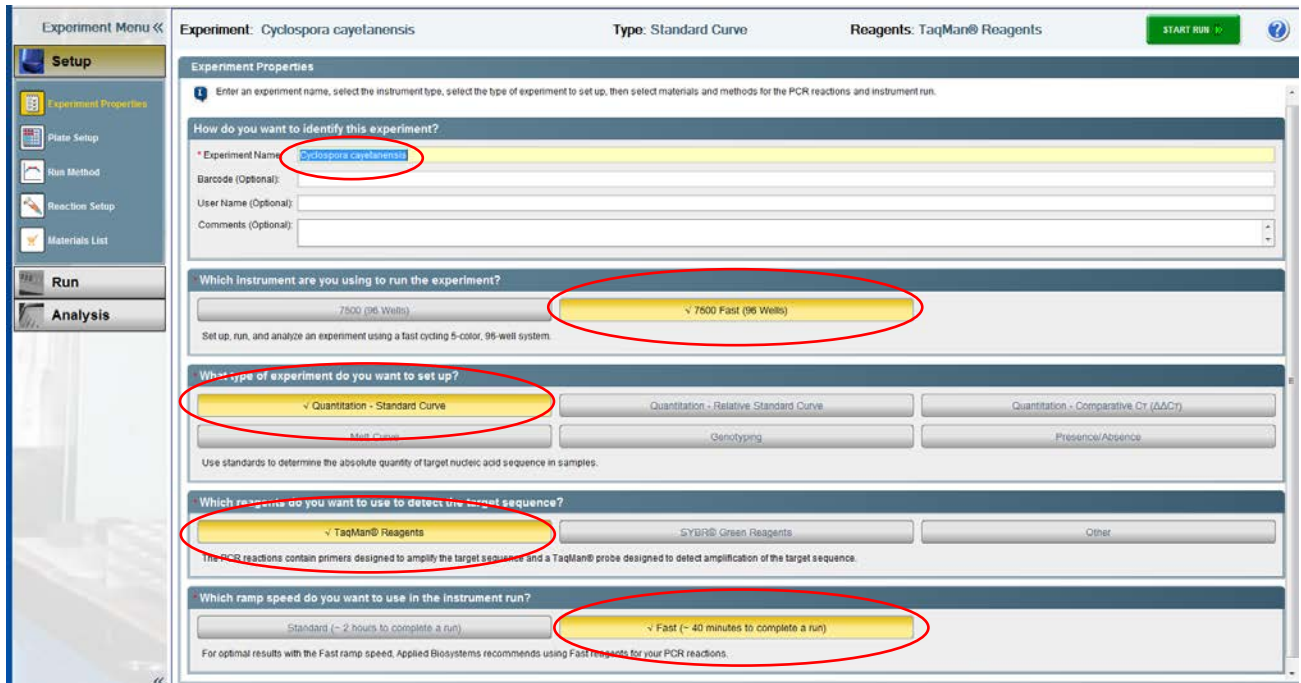 Experiment Menu «
Experiment: Cyclospora cayetanensis Type: Standard Curve Reagents: TaqMan® Reagents START RUN
Setup
Experiment Properties
Plate Setup
Run Method
Reaction Setup
Materials List
Run
Analysis
Experiment Properties
Enter an experiment name, select the instrument type, select the type of experiment to set up, then select materials and methods for the PCR reactions and instrument run.
How do you want to identify this experiment?
* Experiment Name: Cyclospora cayetanensis
Barcode (Optional):
User Name (Optional):
Comments (Optional):
* Which instrument are you using to run the experiment?
7500 (96 Wells) √ 7500 Fast (96 Wells)
Set up, run, and analyze an experiment using a fast cycling 5-color, 96-well system.
* What type of experiment do you want to set up?
√ Quantitation - Standard Curve Quantitation - Relative Standard Curve Quantitation - Comparative Cᴛ (ΔΔCᴛ)
Melt Curve Genotyping Presence/Absence
Use standards to determine the absolute quantity of target nucleic acid sequence in samples.
* Which reagents do you want to use to detect the target sequence?
√ TaqMan® Reagents SYBR® Green Reagents Other
The PCR reactions contain primers designed to amplify the target sequence and a TaqMan® probe designed to detect amplification of the target sequence.
* Which ramp speed do you want to use in the instrument run?
Standard (~ 2 hours to complete a run) √ Fast (~ 40 minutes to complete a run)
For optimal results with the Fast ramp speed, Applied Biosystems recommends using Fast reagents for your PCR reactions.
«